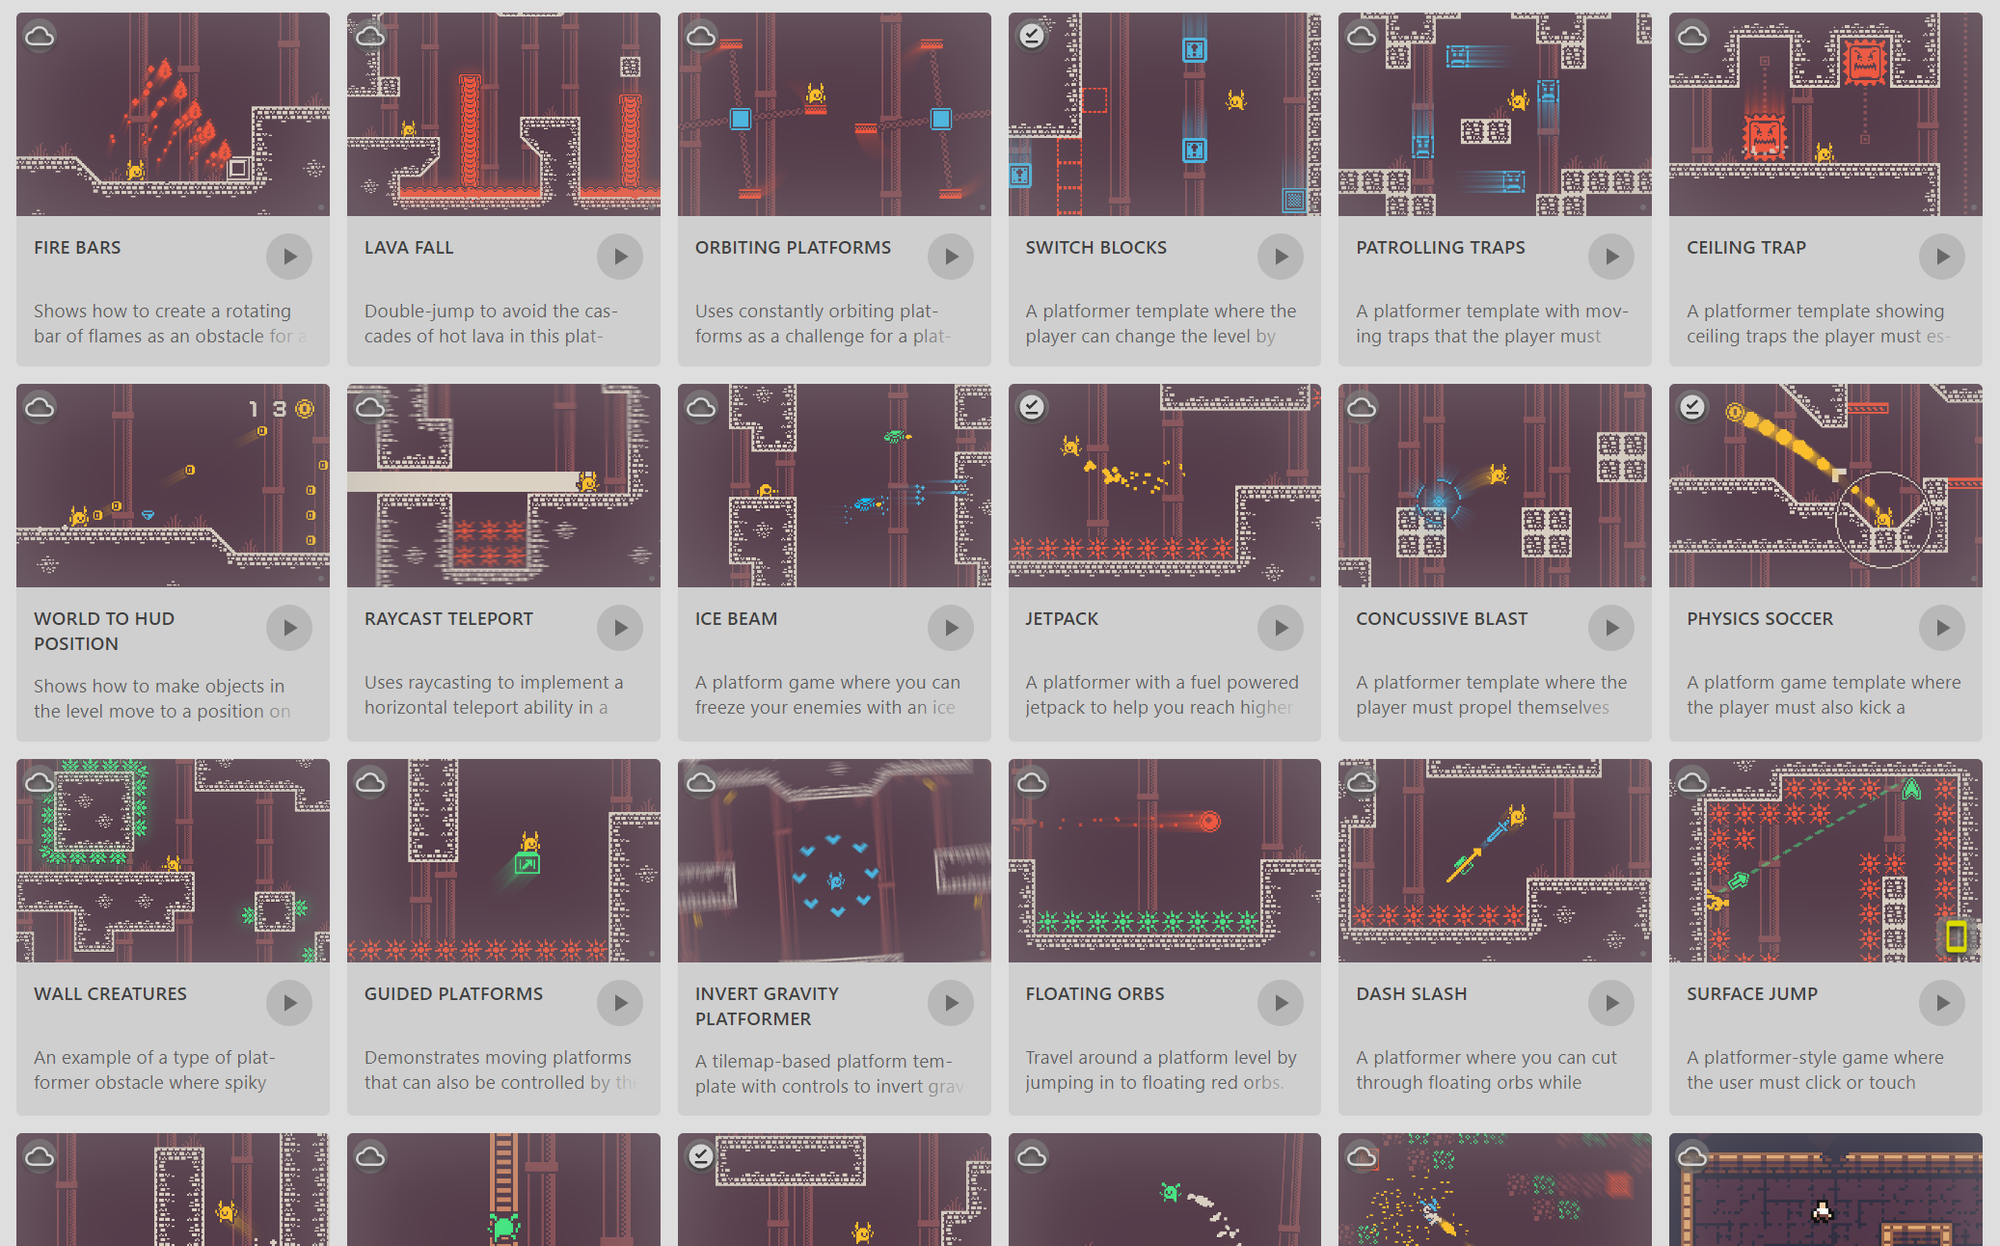 FIRE BARS
Shows how to create a rotating
bar of flames as an obstacle for a
LAVA FALL
Double-jump to avoid the cas-
cades of hot lava in this plat-
ORBITING PLATFORMS
Uses constantly orbiting plat-
forms as a challenge for a plat-
SWITCH BLOCKS
A platformer template where the
player can change the level by
PATROLLING TRAPS
A platformer template with mov-
ing traps that the player must
CEILING TRAP
A platformer template showing
ceiling traps the player must es-
1 3
WORLD TO HUD
POSITION
Shows how to make objects in
the level move to a position on
RAYCAST TELEPORT
Uses raycasting to implement a
horizontal teleport ability in a
ICE BEAM
A platform game where you can
freeze your enemies with an ice
JETPACK
A platformer with a fuel powered
jetpack to help you reach higher
CONCUSSIVE BLAST
A platformer template where the
player must propel themselves
PHYSICS SOCCER
A platform game template where
the player must also kick a
WALL CREATURES
An example of a type of plat-
former obstacle where spiky
GUIDED PLATFORMS
Demonstrates moving platforms
that can also be controlled by the
INVERT GRAVITY
PLATFORMER
A tilemap-based platform tem-
plate with controls to invert grav
FLOATING ORBS
Travel around a platform level by
jumping in to floating red orbs.
DASH SLASH
A platformer where you can cut
through floating orbs while
SURFACE JUMP
A platformer-style game where
the user must click or touch